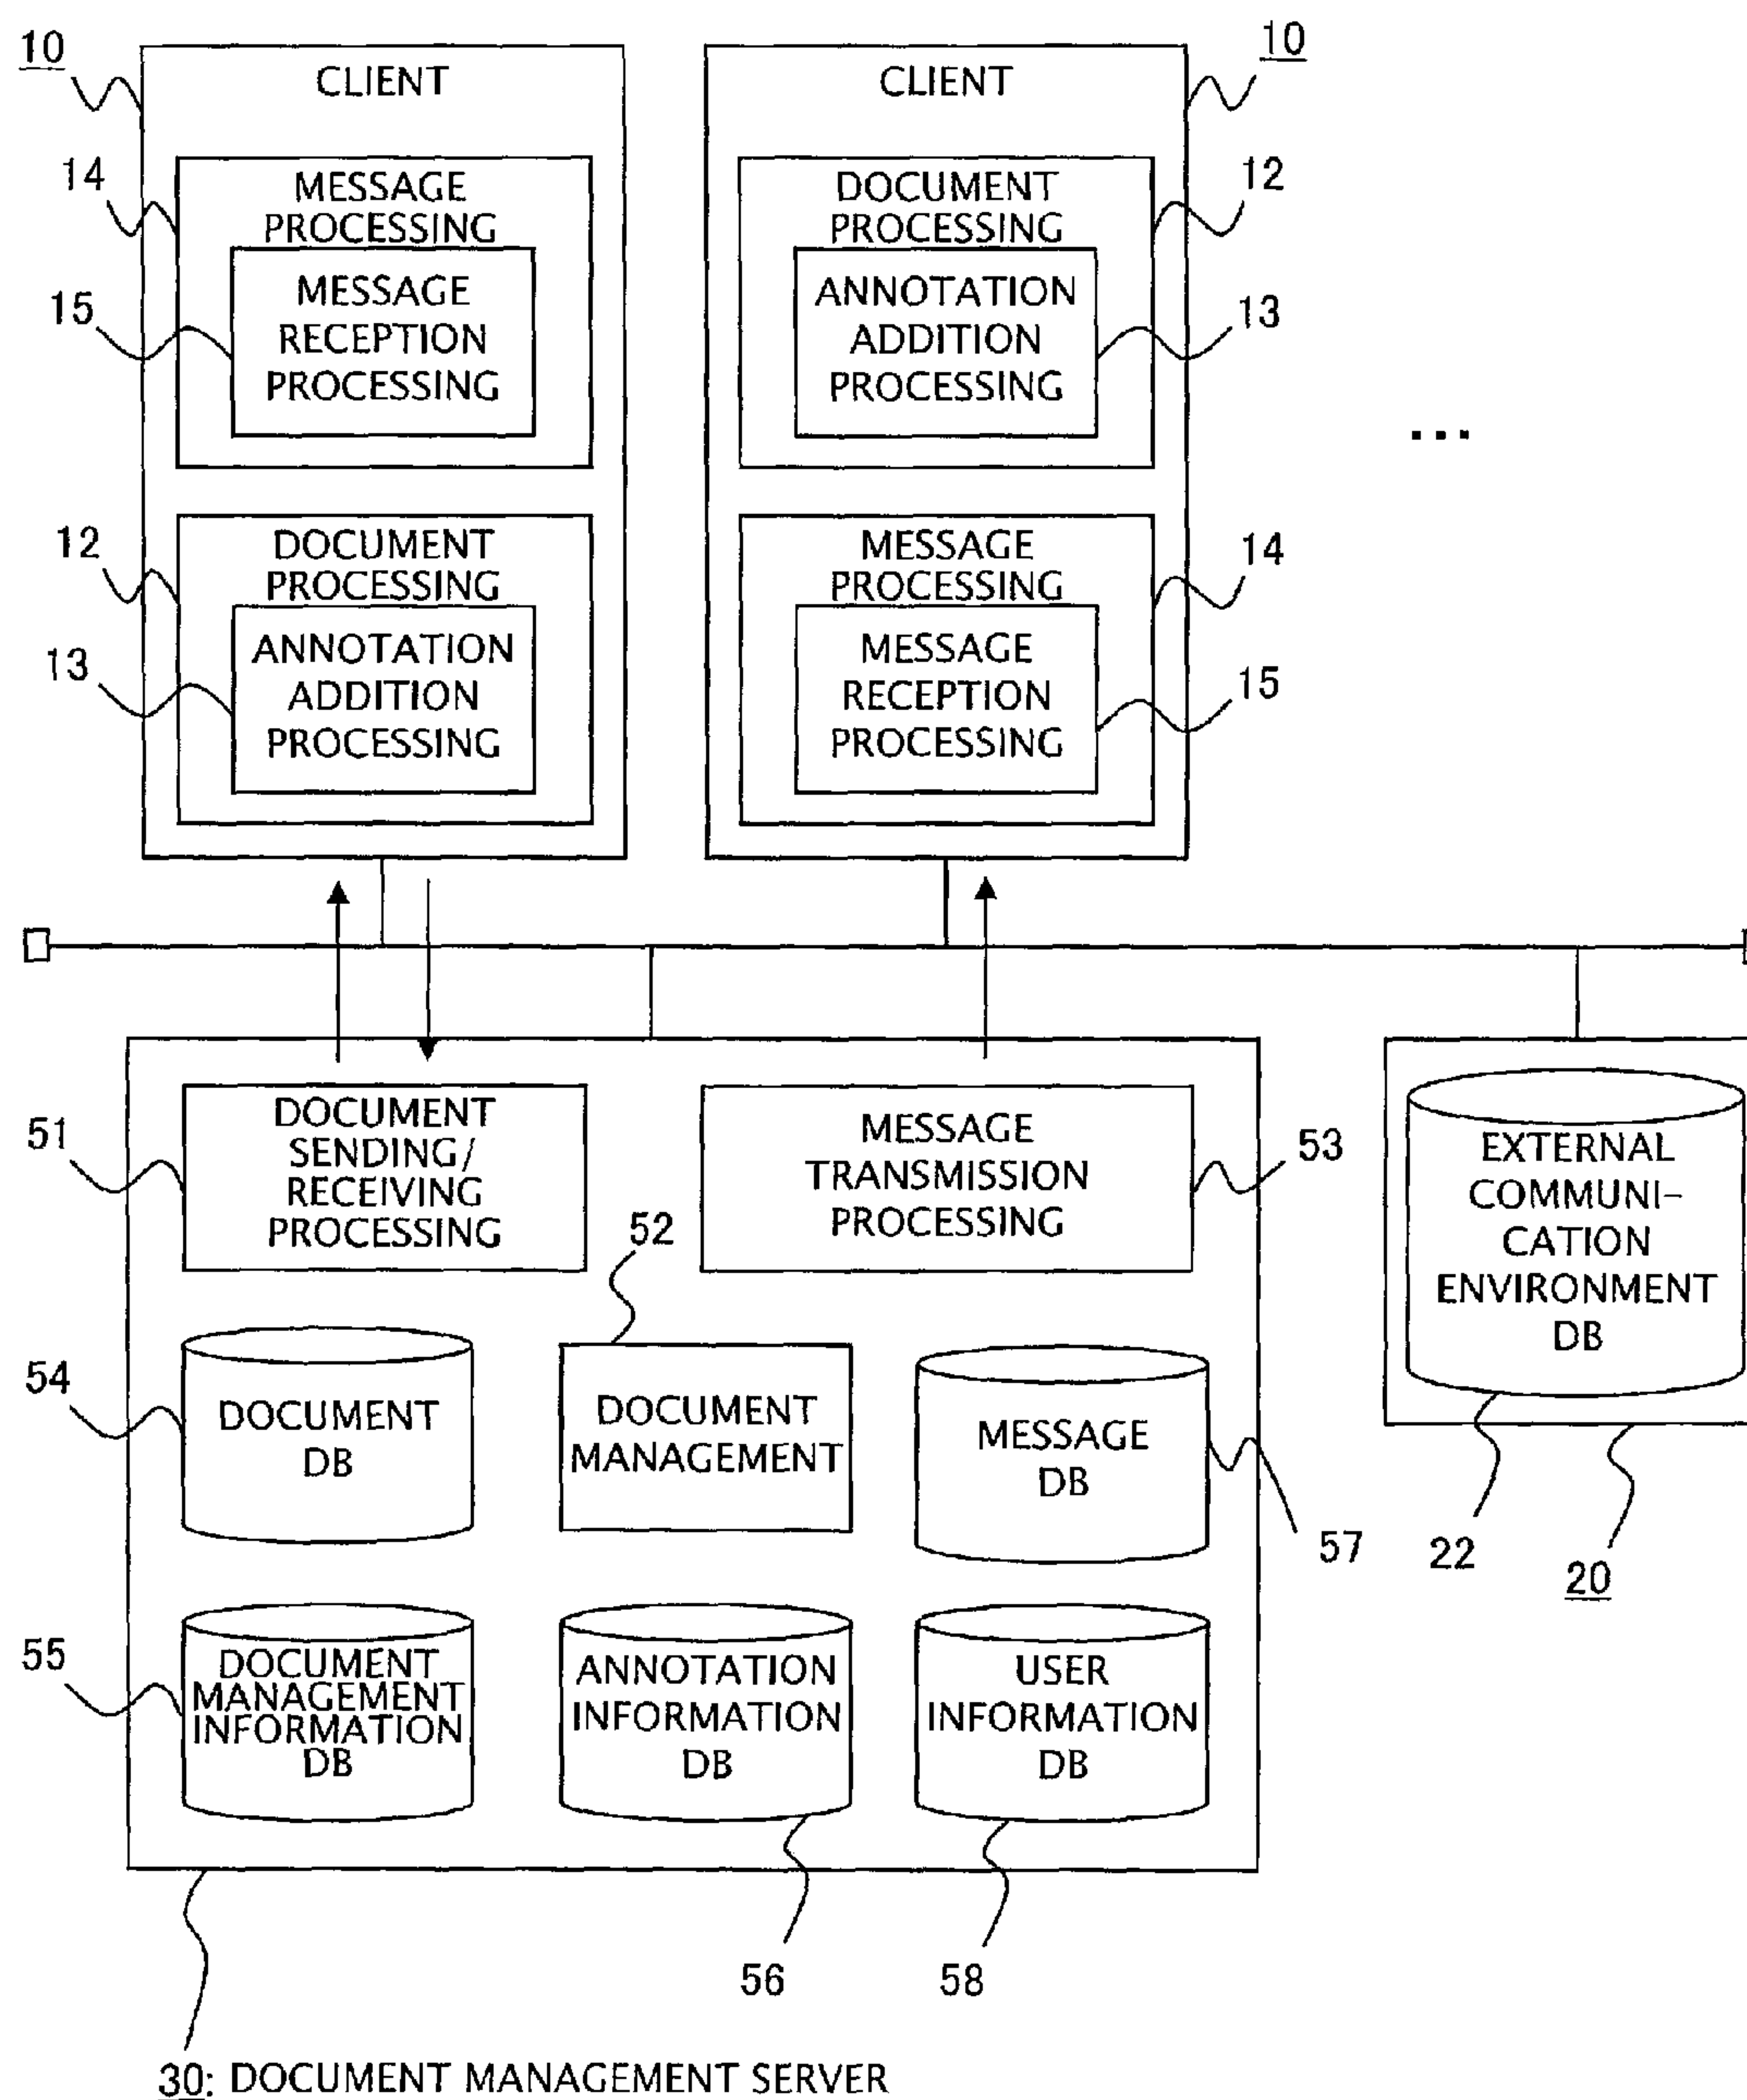 10
CLIENT
14
MESSAGE
PROCESSING
15
MESSAGE
RECEPTION
PROCESSING
12
DOCUMENT
PROCESSING
13
ANNOTATION
ADDITION
PROCESSING
10
CLIENT
12
DOCUMENT
PROCESSING
13
ANNOTATION
ADDITION
PROCESSING
14
MESSAGE
PROCESSING
15
MESSAGE
RECEPTION
PROCESSING
...
51
DOCUMENT
SENDING/
RECEIVING
PROCESSING
MESSAGE
TRANSMISSION
PROCESSING
53
52
54
DOCUMENT
DB
DOCUMENT
MANAGEMENT
MESSAGE
DB
57
55
DOCUMENT
MANAGEMENT
INFORMATION
DB
ANNOTATION
INFORMATION
DB
56
USER
INFORMATION
DB
58
EXTERNAL
COMMUNI-
CATION
ENVIRONMENT
DB
22
20
30: DOCUMENT MANAGEMENT SERVER